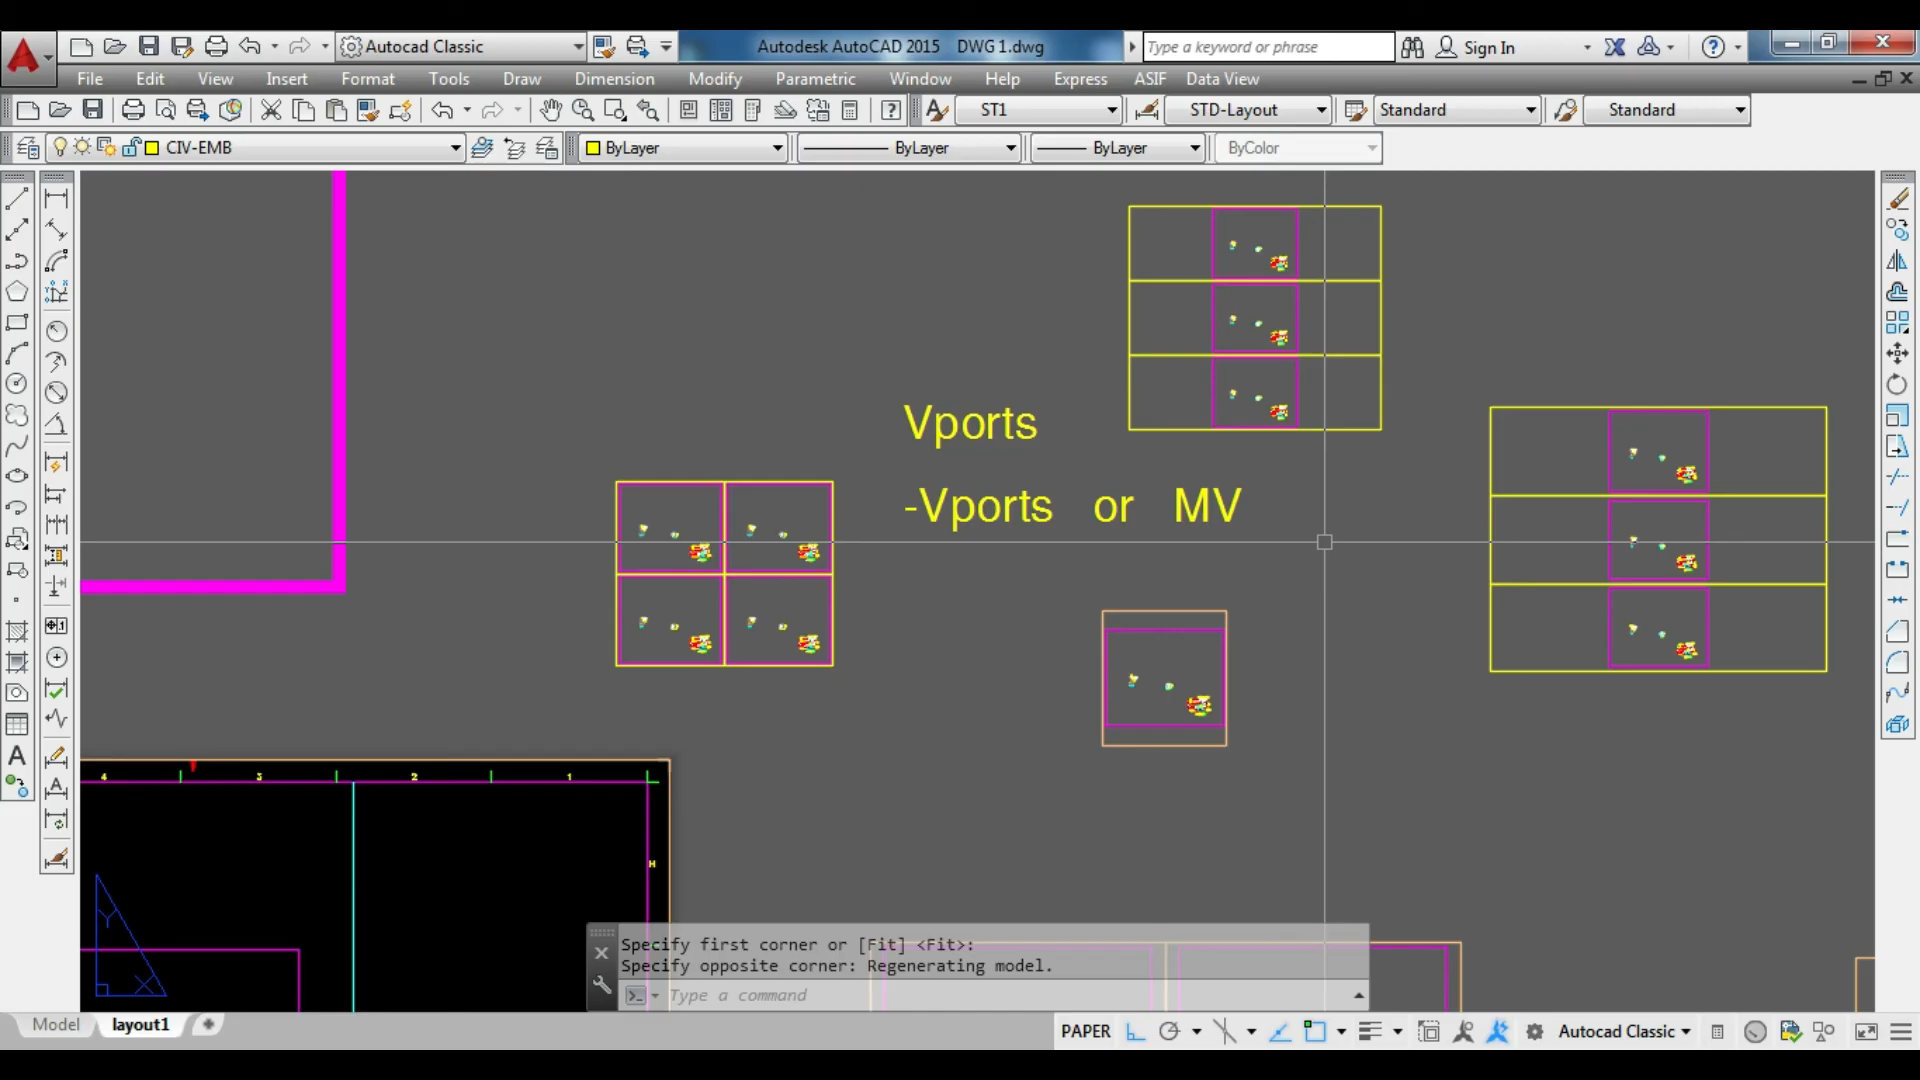 Autocad Classic
Autodesk AutoCAD 2015 DWG 1.dwg
Type a keyword or phrase
Sign In
File Edit View Insert Format Tools Draw Dimension Modify Parametric Window Help Express ASIF Data View
ST1
STD-Layout
Standard
Standard
CIV-EMB
ByLayer
ByLayer
ByLayer
ByColor
Vports
-Vports or MV
4 3 2 1
H
Y
X
Specify first corner or [Fit] <Fit>:
Specify opposite corner: Regenerating model.
Type a command
Model layout1
PAPER
Autocad Classic